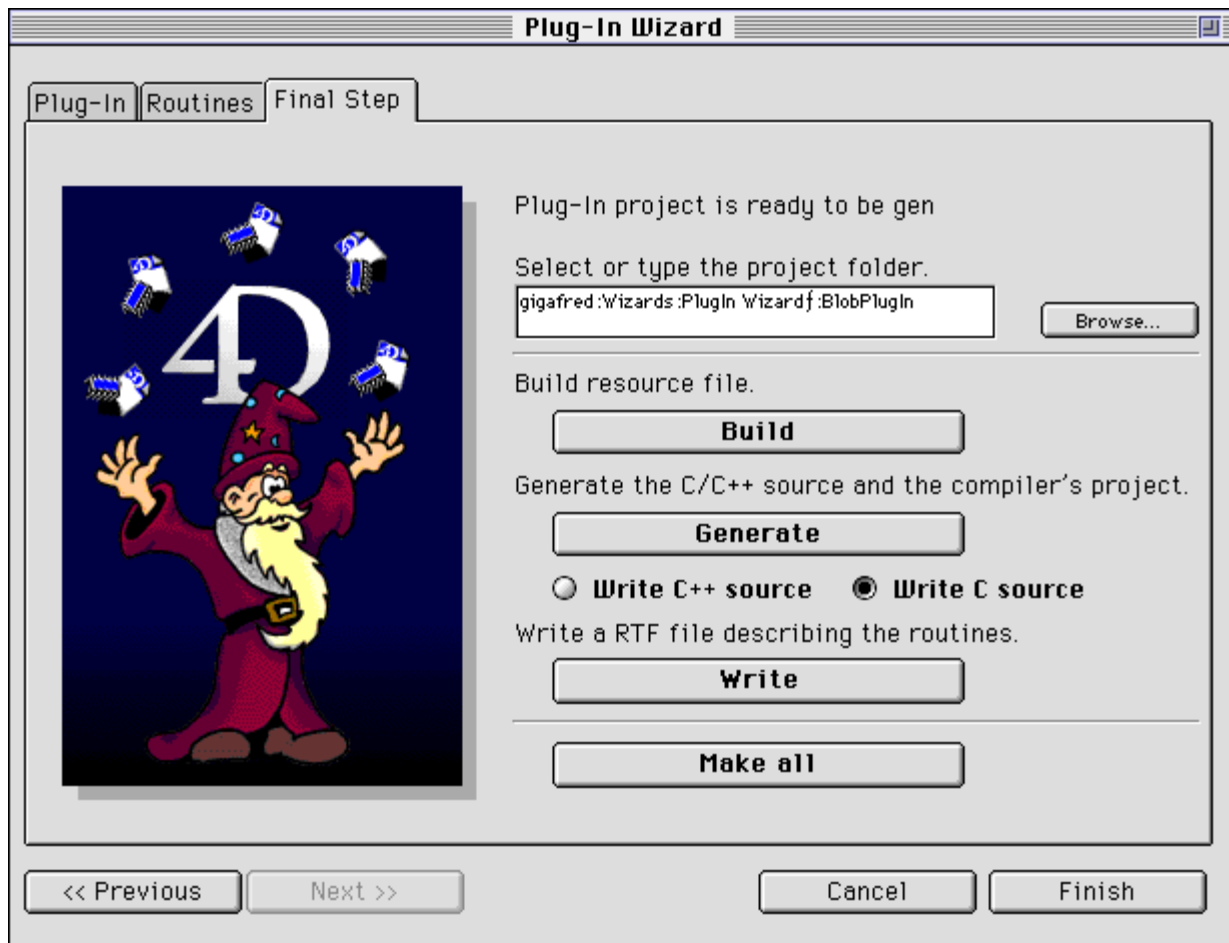 Plug-In Wizard
Plug-In Routines Final Step
4D
Plug-In project is ready to be gen
Select or type the project folder.
gigafred:Wizards:PlugIn Wizardƒ:BlobPlugIn
Browse...
Build resource file.
Build
Generate the C/C++ source and the compiler's project.
Generate
Write C++ source Write C source
Write a RTF file describing the routines.
Write
Make all
<< Previous Next >> Cancel Finish